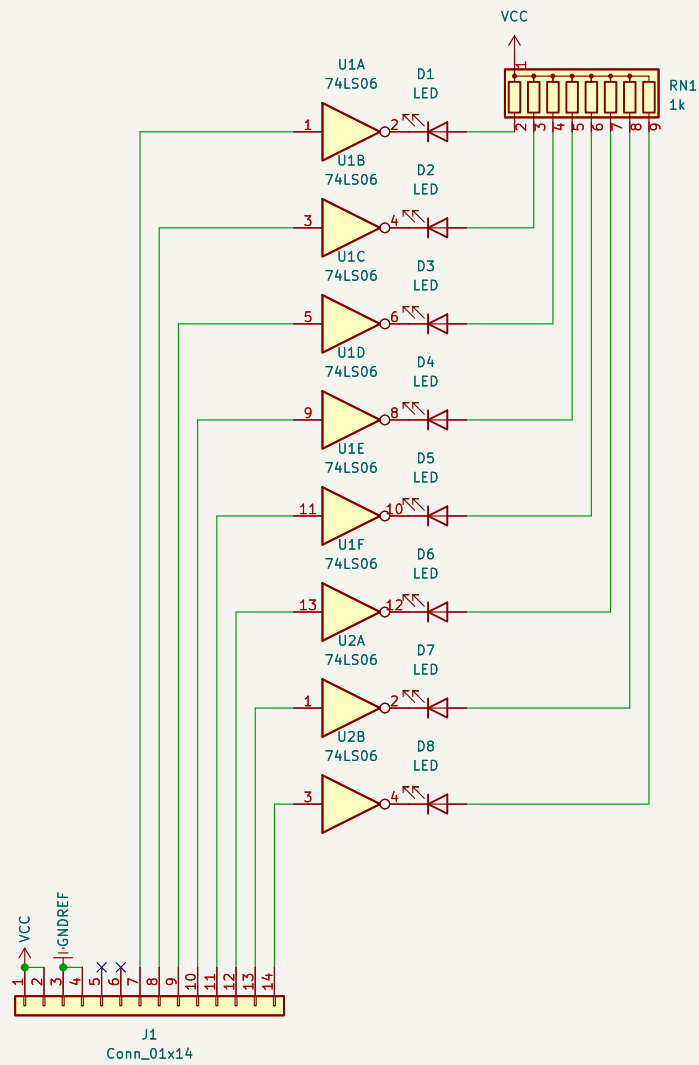 VCC
1
RN1
1k
2
3
4
5
6
7
8
9
U1A
74LS06
D1
LED
1
2
U1B
74LS06
D2
LED
3
4
U1C
74LS06
D3
LED
5
6
U1D
74LS06
D4
LED
9
8
U1E
74LS06
D5
LED
11
10
U1F
74LS06
D6
LED
13
12
U2A
74LS06
D7
LED
1
2
U2B
74LS06
D8
LED
3
4
VCC
GNDREF
1
2
3
4
5
6
7
8
9
10
11
12
13
14
J1
Conn_01x14